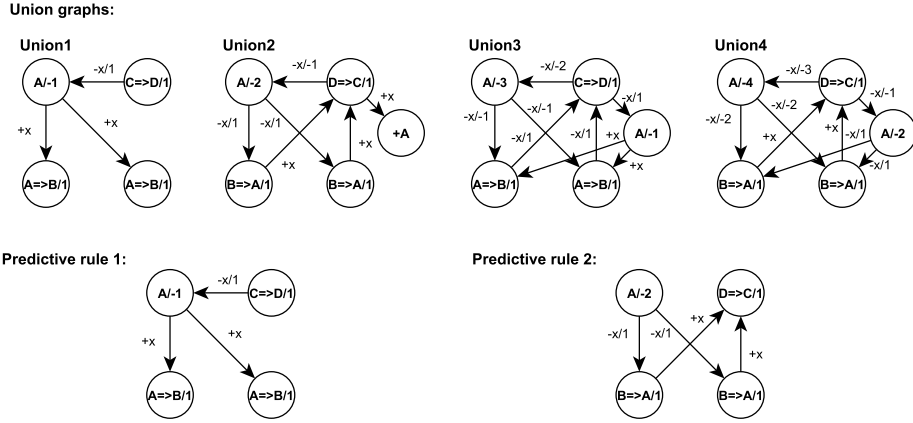 Union graphs:
Union1 Union2 Union3 Union4
A/-1 -x/1 C=>D/1
+x +x
A=>B/1 A=>B/1
A/-2 -x/-1 D=>C/1
-x/1 -x/1 +x
+A
+x +x
B=>A/1 B=>A/1
A/-3 -x/-2 C=>D/1
-x/-1 -x/-1 -x/1
A/-1
-x/1 -x/1 +x
+x
A=>B/1 A=>B/1
A/-4 -x/-3 D=>C/1
-x/-2 -x/-2 -x/-1
A/-2
+x +x -x/1
-x/1
B=>A/1 B=>A/1
Predictive rule 1: Predictive rule 2:
A/-1 -x/1 C=>D/1
+x +x
A=>B/1 A=>B/1
A/-2 D=>C/1
-x/1 -x/1 +x
+x
B=>A/1 B=>A/1